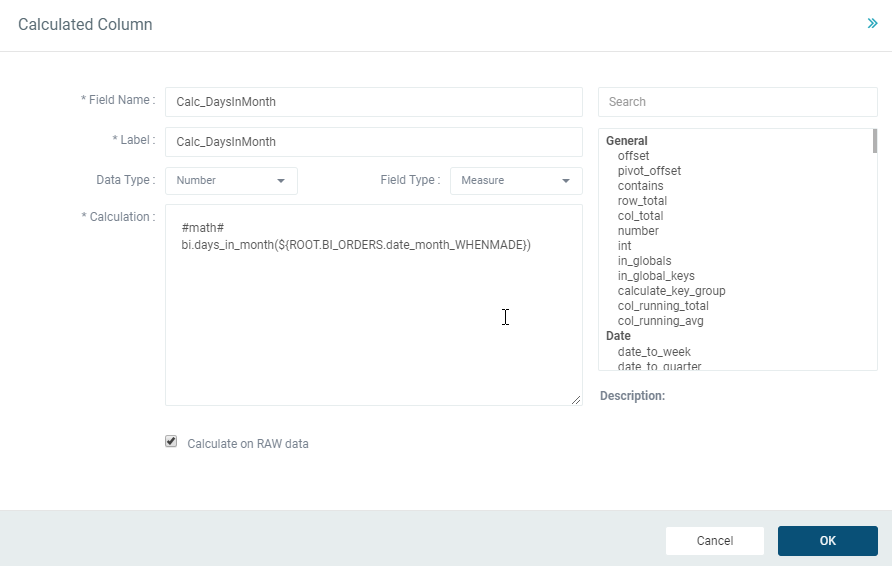 Calculated Column
* Field Name : Calc_DaysInMonth
* Label : Calc_DaysInMonth
Data Type : Number Field Type : Measure
* Calculation :
#math#
bi.days_in_month(${ROOT.BI_ORDERS.date_month_WHENMADE})
Calculate on RAW data
Search
General
offset
pivot_offset
contains
row_total
col_total
number
int
in_globals
in_global_keys
calculate_key_group
col_running_total
col_running_avg
Date
date_to_week
date_to_quarter
Description:
Cancel OK